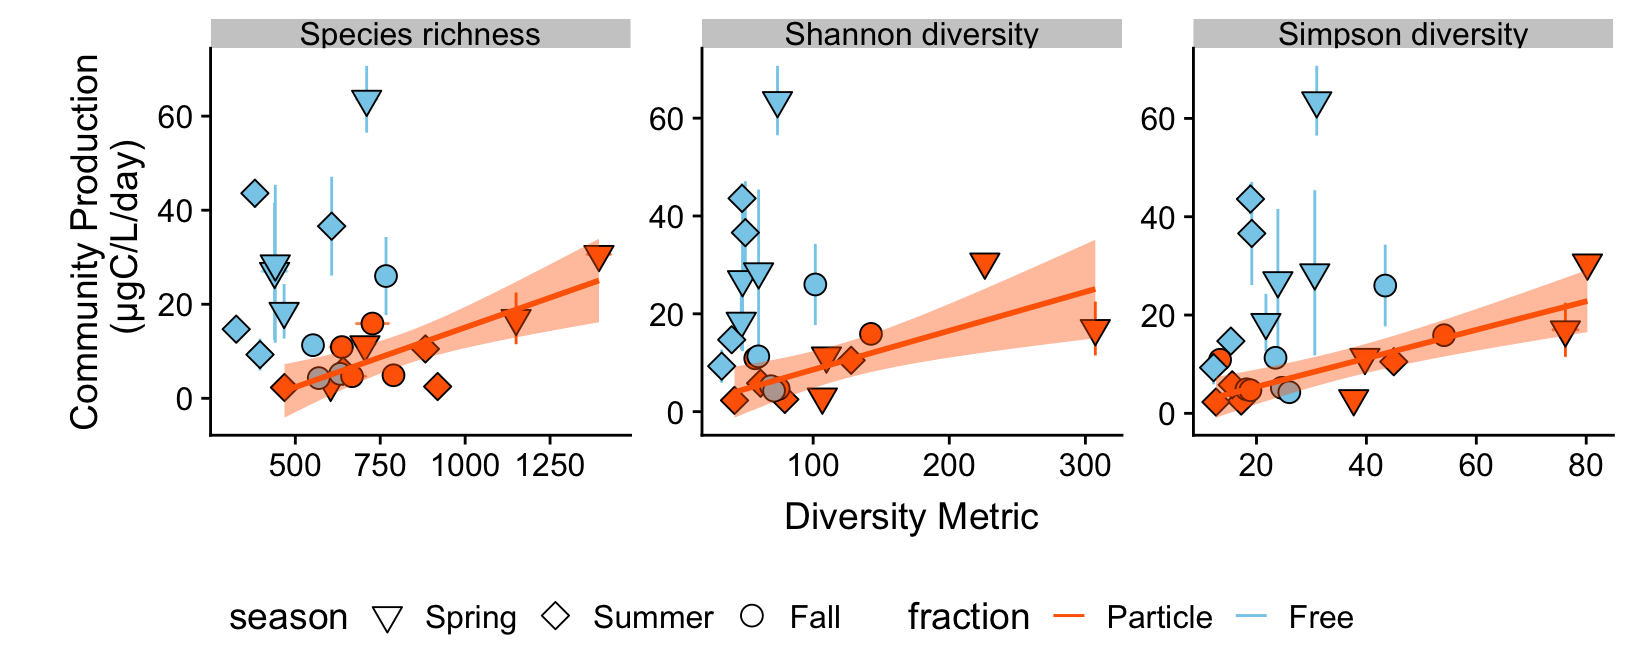 Species richness Shannon diversity Simpson diversity
Community Production
(µgC/L/day)
60 60 60
40 40 40
20 20 20
0 0 0
500 750 1000 1250 100 200 300 20 40 60 80
Diversity Metric
season Spring Summer Fall fraction Particle Free